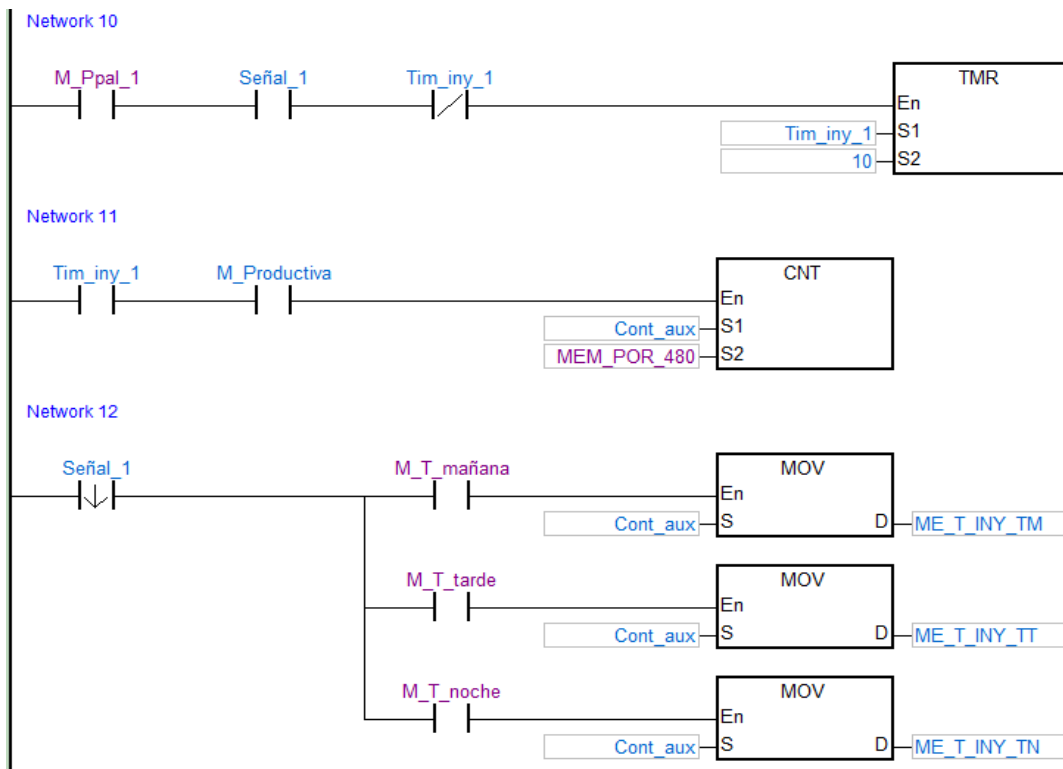 Network 10
M_Ppal_1 Señal_1 Tim_iny_1 TMR
En
Tim_iny_1 S1
10 S2
Network 11
Tim_iny_1 M_Productiva CNT
En
Cont_aux S1
MEM_POR_480 S2
Network 12
Señal_1 M_T_mañana MOV
En
Cont_aux S D ME_T_INY_TM
M_T_tarde MOV
En
Cont_aux S D ME_T_INY_TT
M_T_noche MOV
En
Cont_aux S D ME_T_INY_TN